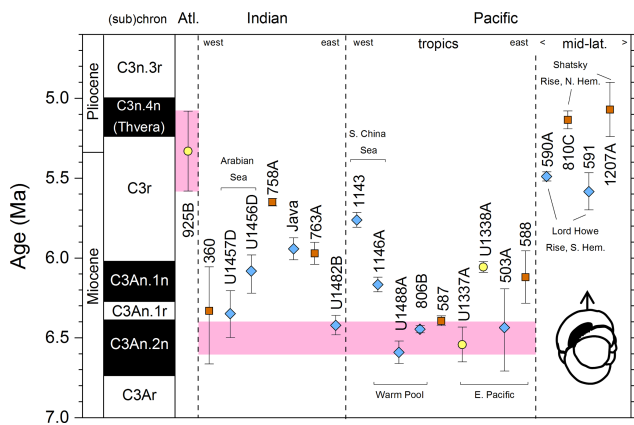 (sub)chron Atl. Indian Pacific
west east west tropics east < mid-lat. >
C3n.3r
C3n.4n
(Thvera)
C3r
C3An.1n
C3An.1r
C3An.2n
C3Ar
Pliocene
Miocene
Age (Ma)
5.0
5.5
6.0
6.5
7.0
925B
360
U1457D
Arabian
Sea
U1456D
758A
Java
763A
U1482B
S. China
Sea
1143
1146A
U1488A
806B
587
U1337A
U1338A
503A
588
Warm Pool
E. Pacific
Shatsky
Rise, N. Hem.
590A
810C
591
1207A
Lord Howe
Rise, S. Hem.